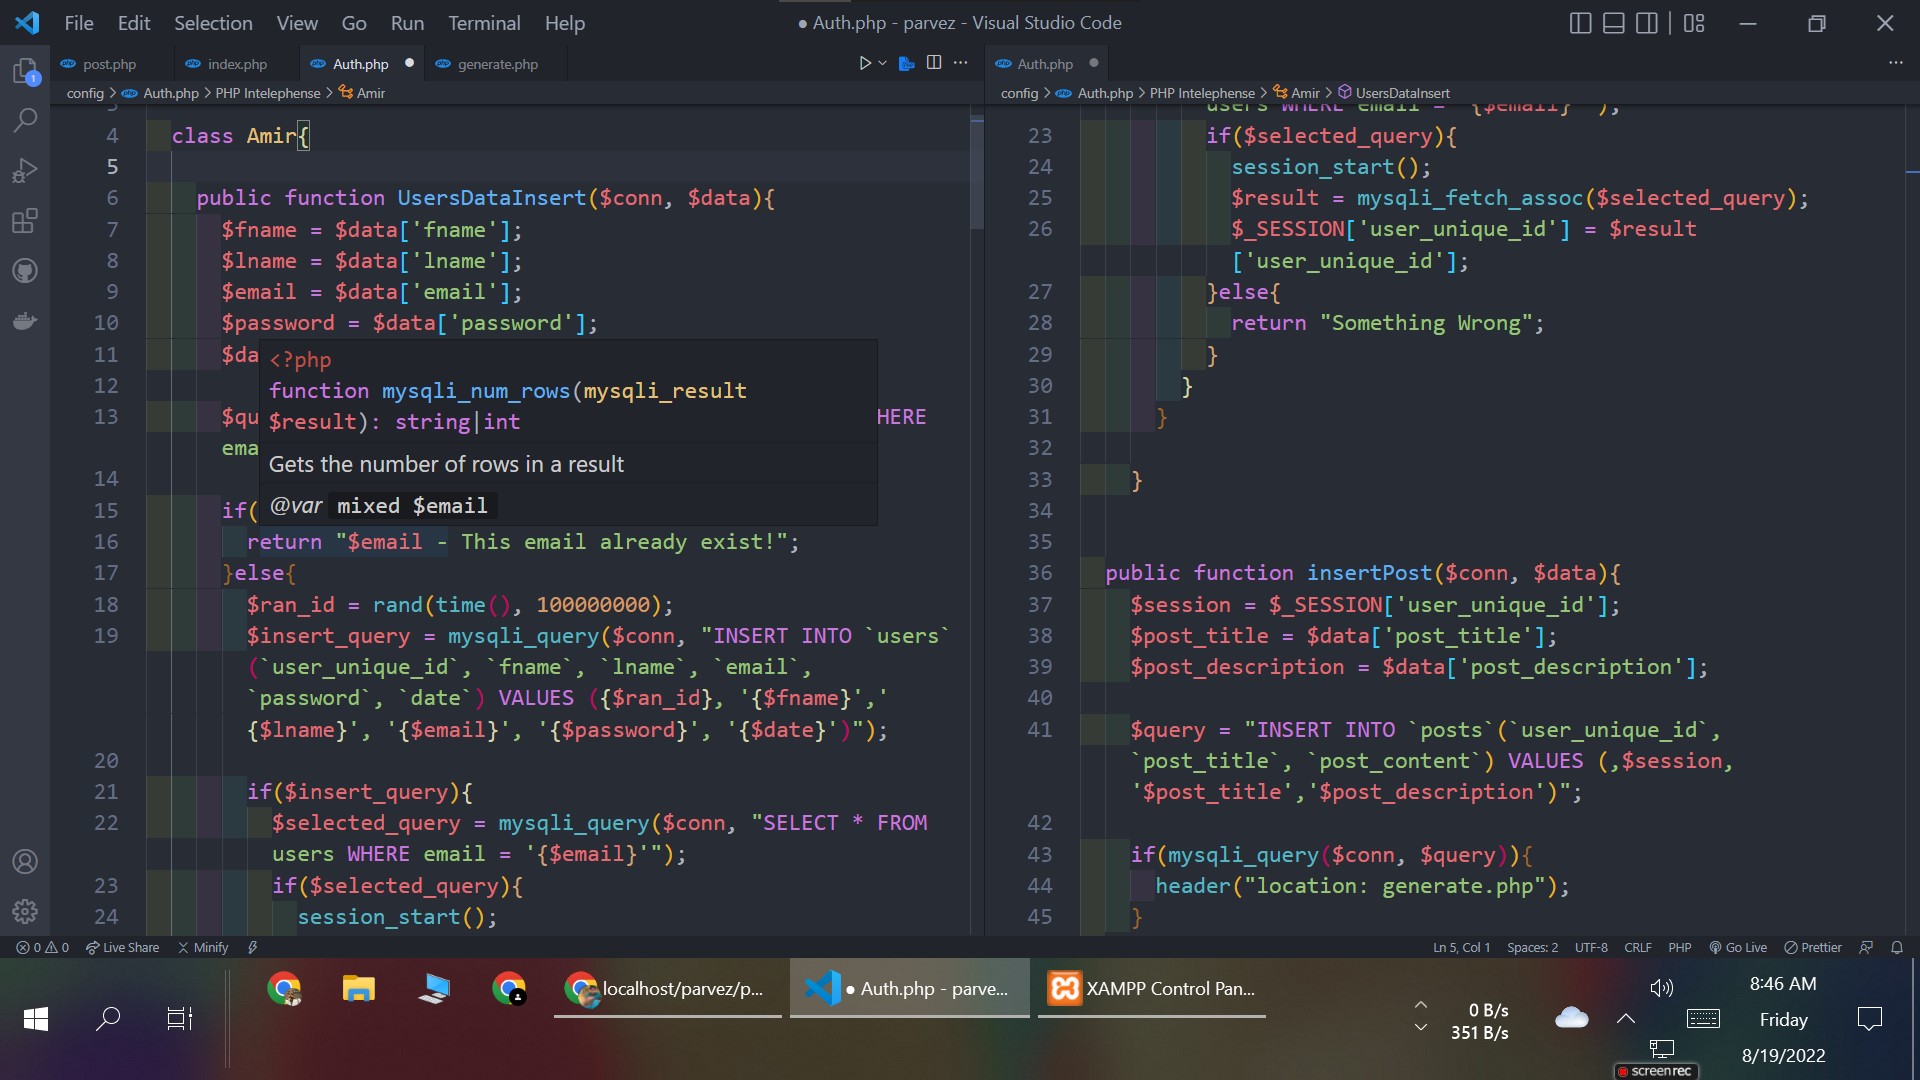 File Edit Selection View Go Run Terminal Help
● Auth.php - parvez - Visual Studio Code
1
post.php index.php Auth.php ● generate.php
config > Auth.php > PHP Intelephense > Amir
4 class Amir{
5
6 public function UsersDataInsert($conn, $data){
7 $fname = $data['fname'];
8 $lname = $data['lname'];
9 $email = $data['email'];
10 $password = $data['password'];
11 $da
12
13 $qu HERE
ema
14
15 if(
<?php
function mysqli_num_rows(mysqli_result
$result): string|int
Gets the number of rows in a result
@var mixed $email
16 return "$email - This email already exist!";
17 }else{
18 $ran_id = rand(time(), 100000000);
19 $insert_query = mysqli_query($conn, "INSERT INTO `users`
(`user_unique_id`, `fname`, `lname`, `email`,
`password`, `date`) VALUES ({$ran_id}, '{$fname}','
{$lname}', '{$email}', '{$password}', '{$date}')");
20
21 if($insert_query){
22 $selected_query = mysqli_query($conn, "SELECT * FROM
users WHERE email = '{$email}'");
23 if($selected_query){
24 session_start();
Auth.php ●
config > Auth.php > PHP Intelephense > Amir > UsersDataInsert
users WHERE email = '{$email}'");
23 if($selected_query){
24 session_start();
25 $result = mysqli_fetch_assoc($selected_query);
26 $_SESSION['user_unique_id'] = $result
['user_unique_id'];
27 }else{
28 return "Something Wrong";
29 }
30 }
31 }
32
33 }
34
35
36 public function insertPost($conn, $data){
37 $session = $_SESSION['user_unique_id'];
38 $post_title = $data['post_title'];
39 $post_description = $data['post_description'];
40
41 $query = "INSERT INTO `posts`(`user_unique_id`,
`post_title`, `post_content`) VALUES (,$session,
'$post_title','$post_description')";
42
43 if(mysqli_query($conn, $query)){
44 header("location: generate.php");
45 }
0 0 Live Share Minify
Ln 5, Col 1 Spaces: 2 UTF-8 CRLF PHP Go Live Prettier
localhost/parvez/p... ● Auth.php - parve... XAMPP Control Pan...
0 B/s
351 B/s
8:46 AM
Friday
8/19/2022
screenrec